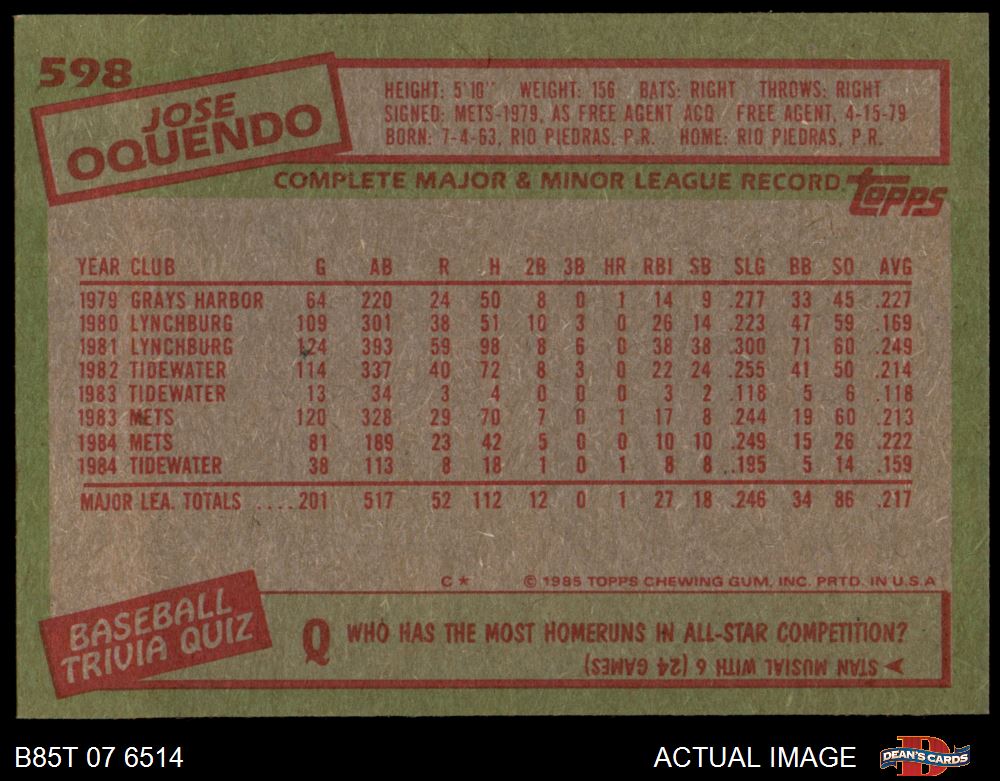 598
JOSE
OQUENDO
HEIGHT: 5'10" WEIGHT: 156 BATS: RIGHT THROWS: RIGHT
SIGNED: METS-1979, AS FREE AGENT ACQ FREE AGENT, 4-15-79
BORN: 7-4-63, RIO PIEDRAS, P.R. HOME: RIO PIEDRAS, P.R.
COMPLETE MAJOR & MINOR LEAGUE RECORD
TOPPS
YEAR CLUB G AB R H 2B 3B HR RBI SB SLG BB SO AVG
1979 GRAYS HARBOR 64 220 24 50 8 0 1 14 9 .277 33 45 .227
1980 LYNCHBURG 109 301 38 51 10 3 0 26 14 .223 47 59 .169
1981 LYNCHBURG 124 393 59 98 8 6 0 38 38 .300 71 60 .249
1982 TIDEWATER 114 337 40 72 8 3 0 22 24 .255 41 50 .214
1983 TIDEWATER 13 34 3 4 0 0 0 3 2 .118 5 6 .118
1983 METS 120 328 29 70 7 0 1 17 8 .244 19 60 .213
1984 METS 81 189 23 42 5 0 0 10 10 .249 15 26 .222
1984 TIDEWATER 38 113 8 18 1 0 1 8 8 .195 5 14 .159
MAJOR LEA. TOTALS ....201 517 52 112 12 0 1 27 18 .246 34 86 .217
C* © 1985 TOPPS CHEWING GUM, INC. PRTD. IN U.S.A
BASEBALL
TRIVIA QUIZ
Q WHO HAS THE MOST HOMERUNS IN ALL-STAR COMPETITION?
STAN MUSIAL WITH 6 (24 GAMES)
B85T 07 6514
ACTUAL IMAGE
DEAN'S CARDS